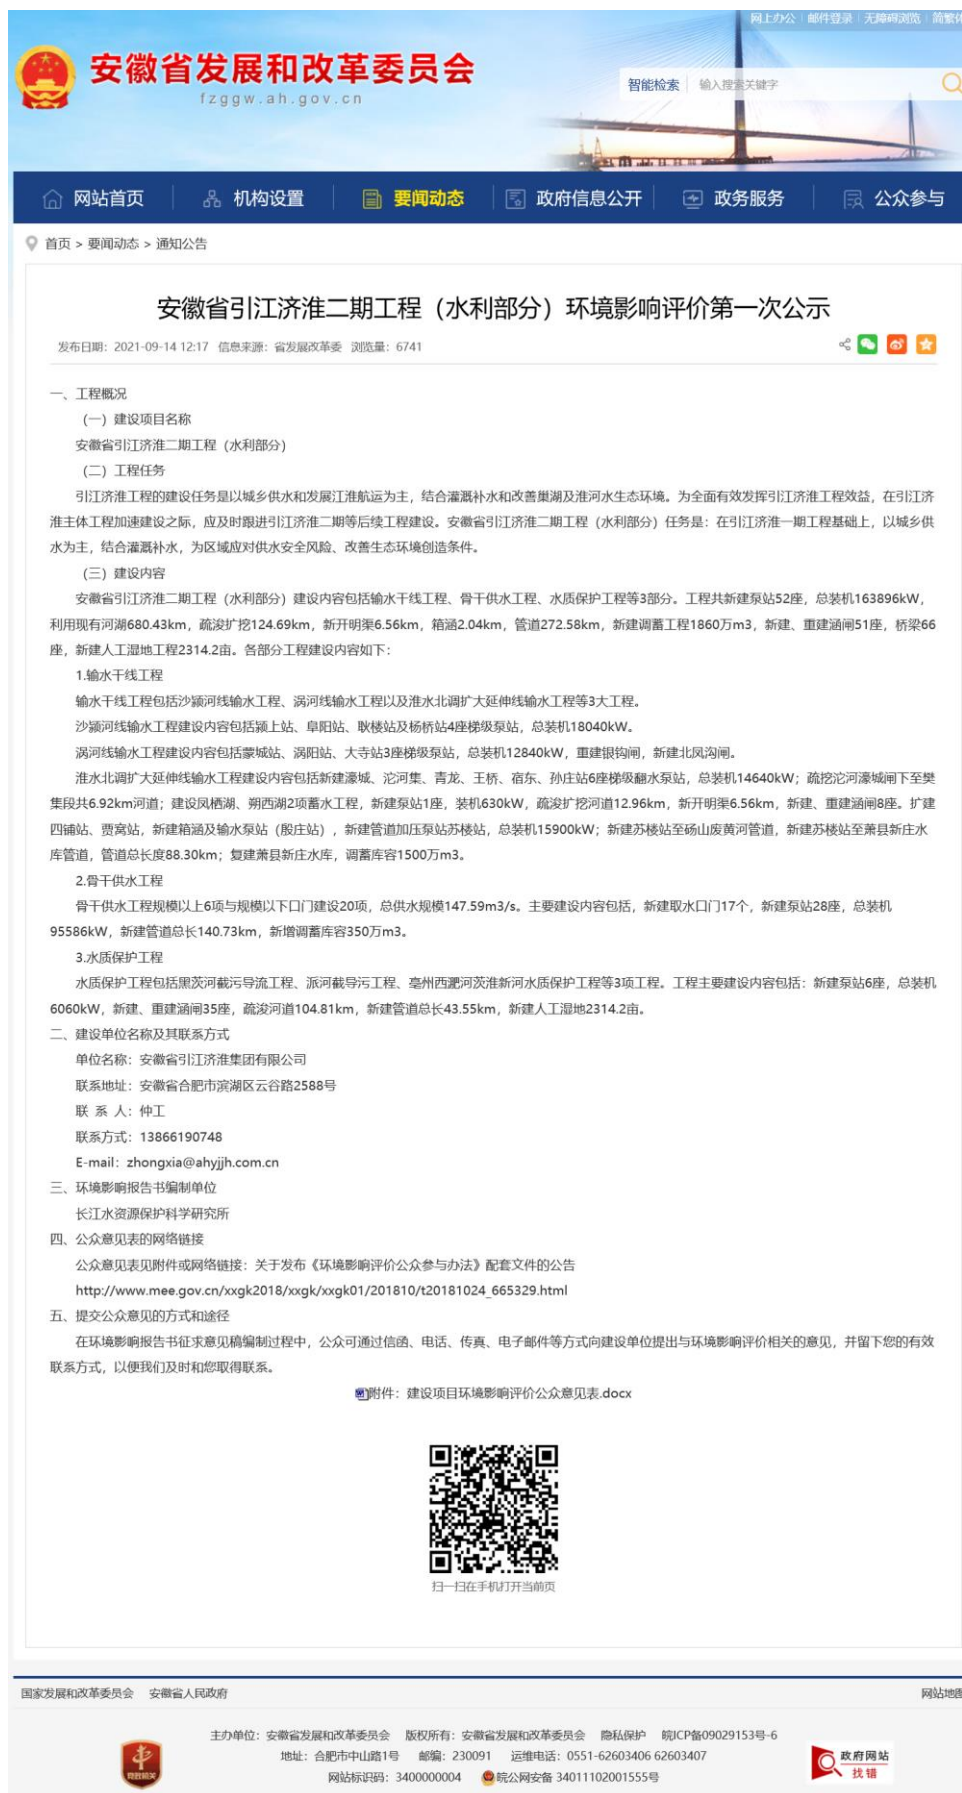 网上办公 | 邮件登录 | 无障碍浏览 | 简繁体
安徽省发展和改革委员会
fzggw.ah.gov.cn
智能检索 | 输入搜索关键字
网站首页 机构设置 要闻动态 政府信息公开 政务服务 公众参与
首页 > 要闻动态 > 通知公告
安徽省引江济淮二期工程（水利部分）环境影响评价第一次公示
发布日期：2021-09-14 12:17 信息来源：省发展改革委 浏览量：6741
一、工程概况
（一）建设项目名称
安徽省引江济淮二期工程（水利部分）
（二）工程任务
引江济淮工程的建设任务是以城乡供水和发展江淮航运为主，结合灌溉补水和改善巢湖及淮河水生态环境。为全面有效发挥引江济淮工程效益，在引江济
淮主体工程加速建设之际，应及时跟进引江济淮二期等后续工程建设。安徽省引江济淮二期工程（水利部分）任务是：在引江济淮一期工程基础上，以城乡供
水为主，结合灌溉补水，为区域应对供水安全风险、改善生态环境创造条件。
（三）建设内容
安徽省引江济淮二期工程（水利部分）建设内容包括输水干线工程、骨干供水工程、水质保护工程等3部分。工程共新建泵站52座，总装机163896kW，
利用现有河湖680.43km，疏浚扩挖124.69km，新开明渠6.56km，箱涵2.04km，管道272.58km，新建调蓄工程1860万m3，新建、重建涵闸51座，桥梁66
座，新建人工湿地工程2314.2亩。各部分工程建设内容如下：
1.输水干线工程
输水干线工程包括沙颍河线输水工程、涡河线输水工程以及淮水北调扩大延伸线输水工程等3大工程。
沙颍河线输水工程建设内容包括颍上站、阜阳站、耿楼站及杨桥站4座梯级泵站，总装机18040kW。
涡河线输水工程建设内容包括蒙城站、涡阳站、大寺站3座梯级泵站，总装机12840kW，重建银钩闸，新建北凤沟闸。
淮水北调扩大延伸线输水工程建设内容包括新建濠城、沱河集、青龙、王桥、宿东、孙庄站6座梯级翻水泵站，总装机14640kW；疏挖沱河濠城闸下至樊
集段共6.92km河道；建设凤栖湖、朔西湖2项蓄水工程，新建泵站1座，装机630kW，疏浚扩挖河道12.96km，新开明渠6.56km，新建、重建涵闸8座。扩建
四铺站、贾窝站，新建箱涵及输水泵站（殷庄站），新建管道加压泵站苏楼站，总装机15900kW；新建苏楼站至砀山废黄河管道，新建苏楼站至萧县新庄水
库管道，管道总长度88.30km；复建萧县新庄水库，调蓄库容1500万m3。
2.骨干供水工程
骨干供水工程规模以上6项与规模以下口门建设20项，总供水规模147.59m3/s。主要建设内容包括，新建取水口门17个，新建泵站28座，总装机
95586kW，新建管道总长140.73km，新增调蓄库容350万m3。
3.水质保护工程
水质保护工程包括黑茨河截污导流工程、派河截导污工程、亳州西淝河茨淮新河水质保护工程等3项工程。工程主要建设内容包括：新建泵站6座，总装机
6060kW，新建、重建涵闸35座，疏浚河道104.81km，新建管道总长43.55km，新建人工湿地2314.2亩。
二、建设单位名称及其联系方式
单位名称：安徽省引江济淮集团有限公司
联系地址：安徽省合肥市滨湖区云谷路2588号
联 系 人：仲工
联系方式：13866190748
E-mail：zhongxia@ahyjjh.com.cn
三、环境影响报告书编制单位
长江水资源保护科学研究所
四、公众意见表的网络链接
公众意见表见附件或网络链接：关于发布《环境影响评价公众参与办法》配套文件的公告
http://www.mee.gov.cn/xxgk2018/xxgk/xxgk01/201810/t20181024_665329.html
五、提交公众意见的方式和途径
在环境影响报告书征求意见稿编制过程中，公众可通过信函、电话、传真、电子邮件等方式向建设单位提出与环境影响评价相关的意见，并留下您的有效
联系方式，以便我们及时和您取得联系。
附件：建设项目环境影响评价公众意见表.docx
扫一扫在手机打开当前页
国家发展和改革委员会 安徽省人民政府 网站地图
主办单位：安徽省发展和改革委员会 版权所有：安徽省发展和改革委员会 隐私保护 皖ICP备09029153号-6
地址：合肥市中山路1号 邮编：230091 运维电话：0551-62603406 62603407
网站标识码：3400000004 皖公网安备 34011102001555号
党政机关
政府网站
找错